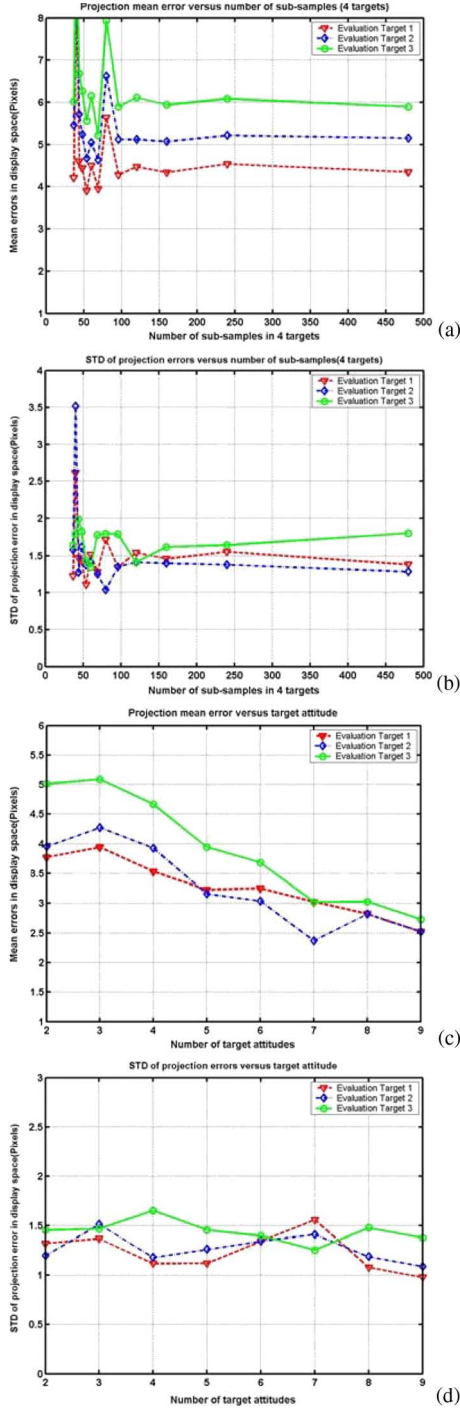 Projection mean error versus number of sub-samples (4 targets)
Evaluation Target 1
Evaluation Target 2
Evaluation Target 3
Mean errors in display space(Pixels)
8
7
6
5
4
3
2
1
0 50 100 150 200 250 300 350 400 450 500
Number of sub-samples in 4 targets
(a)
STD of projection errors versus number of sub-samples(4 targets)
Evaluation Target 1
Evaluation Target 2
Evaluation Target 3
STD of projection error in display space(Pixels)
4
3.5
3
2.5
2
1.5
1
0.5
0
0 50 100 150 200 250 300 350 400 450 500
Number of sub-samples in 4 targets
(b)
Projection mean error versus target attitude
Evaluation Target 1
Evaluation Target 2
Evaluation Target 3
Mean errors in display space(Pixels)
6
5.5
5
4.5
4
3.5
3
2.5
2
1.5
1
2 3 4 5 6 7 8 9
Number of target attitudes
(c)
STD of projection errors versus target attitude
Evaluation Target 1
Evaluation Target 2
Evaluation Target 3
STD of projection error in display space(Pixels)
3
2.5
2
1.5
1
0.5
0
2 3 4 5 6 7 8 9
Number of target attitudes
(d)